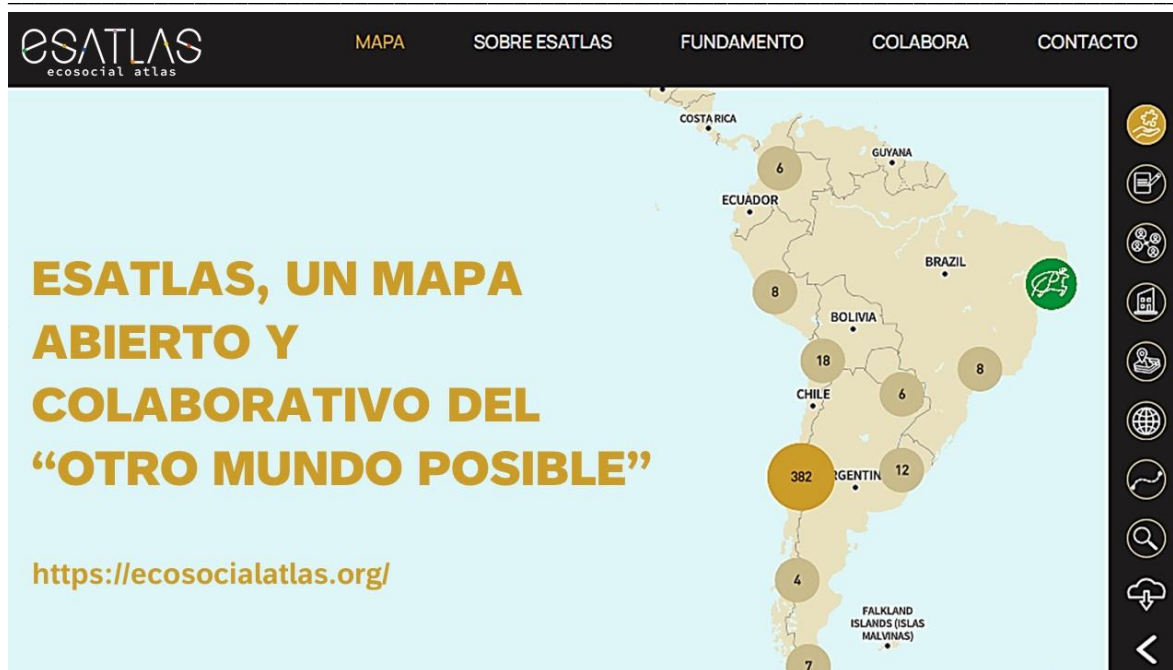 esatlas
ecosocial atlas
MAPA
SOBRE ESATLAS
FUNDAMENTO
COLABORA
CONTACTO
ESATLAS, UN MAPA
ABIERTO Y
COLABORATIVO DEL
“OTRO MUNDO POSIBLE”
https://ecosocialatlas.org/
COSTA RICA
GUYANA
6
ECUADOR
BRAZIL
8
BOLIVIA
18
8
CHILE
6
382
RGENTIN
12
4
FALKLAND
ISLANDS (ISLAS
MALVINAS)
7